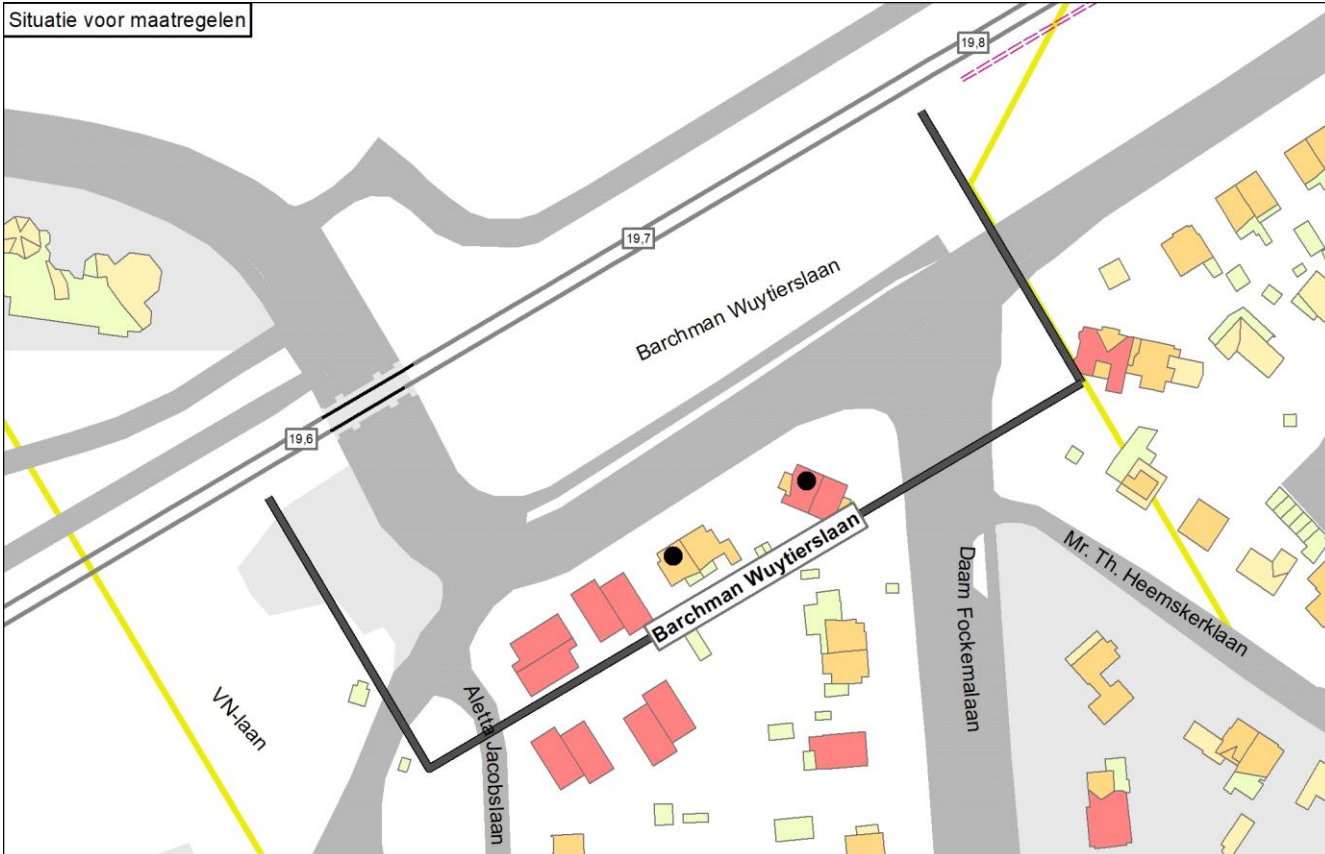 Situatie voor maatregelen
19,8
19,7
Barchman Wuytierslaan
19,6
Barchman Wuytierslaan
Mr. Th. Heemskerklaan
Daam Fockemalaan
VN-laan
Aletta Jacobslaan